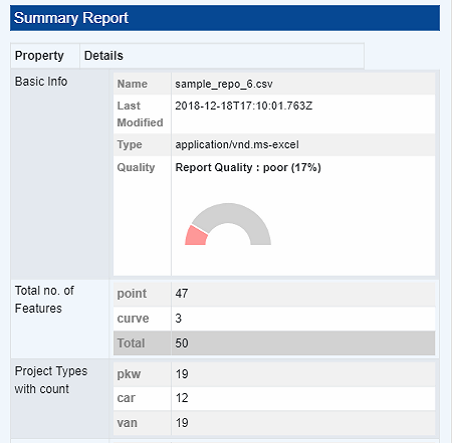 Summary Report
Property Details
Basic Info
Name sample_repo_6.csv
Last Modified 2018-12-18T17:10:01.763Z
Type application/vnd.ms-excel
Quality Report Quality : poor (17%)
Total no. of Features
point 47
curve 3
Total 50
Project Types with count
pkw 19
car 12
van 19